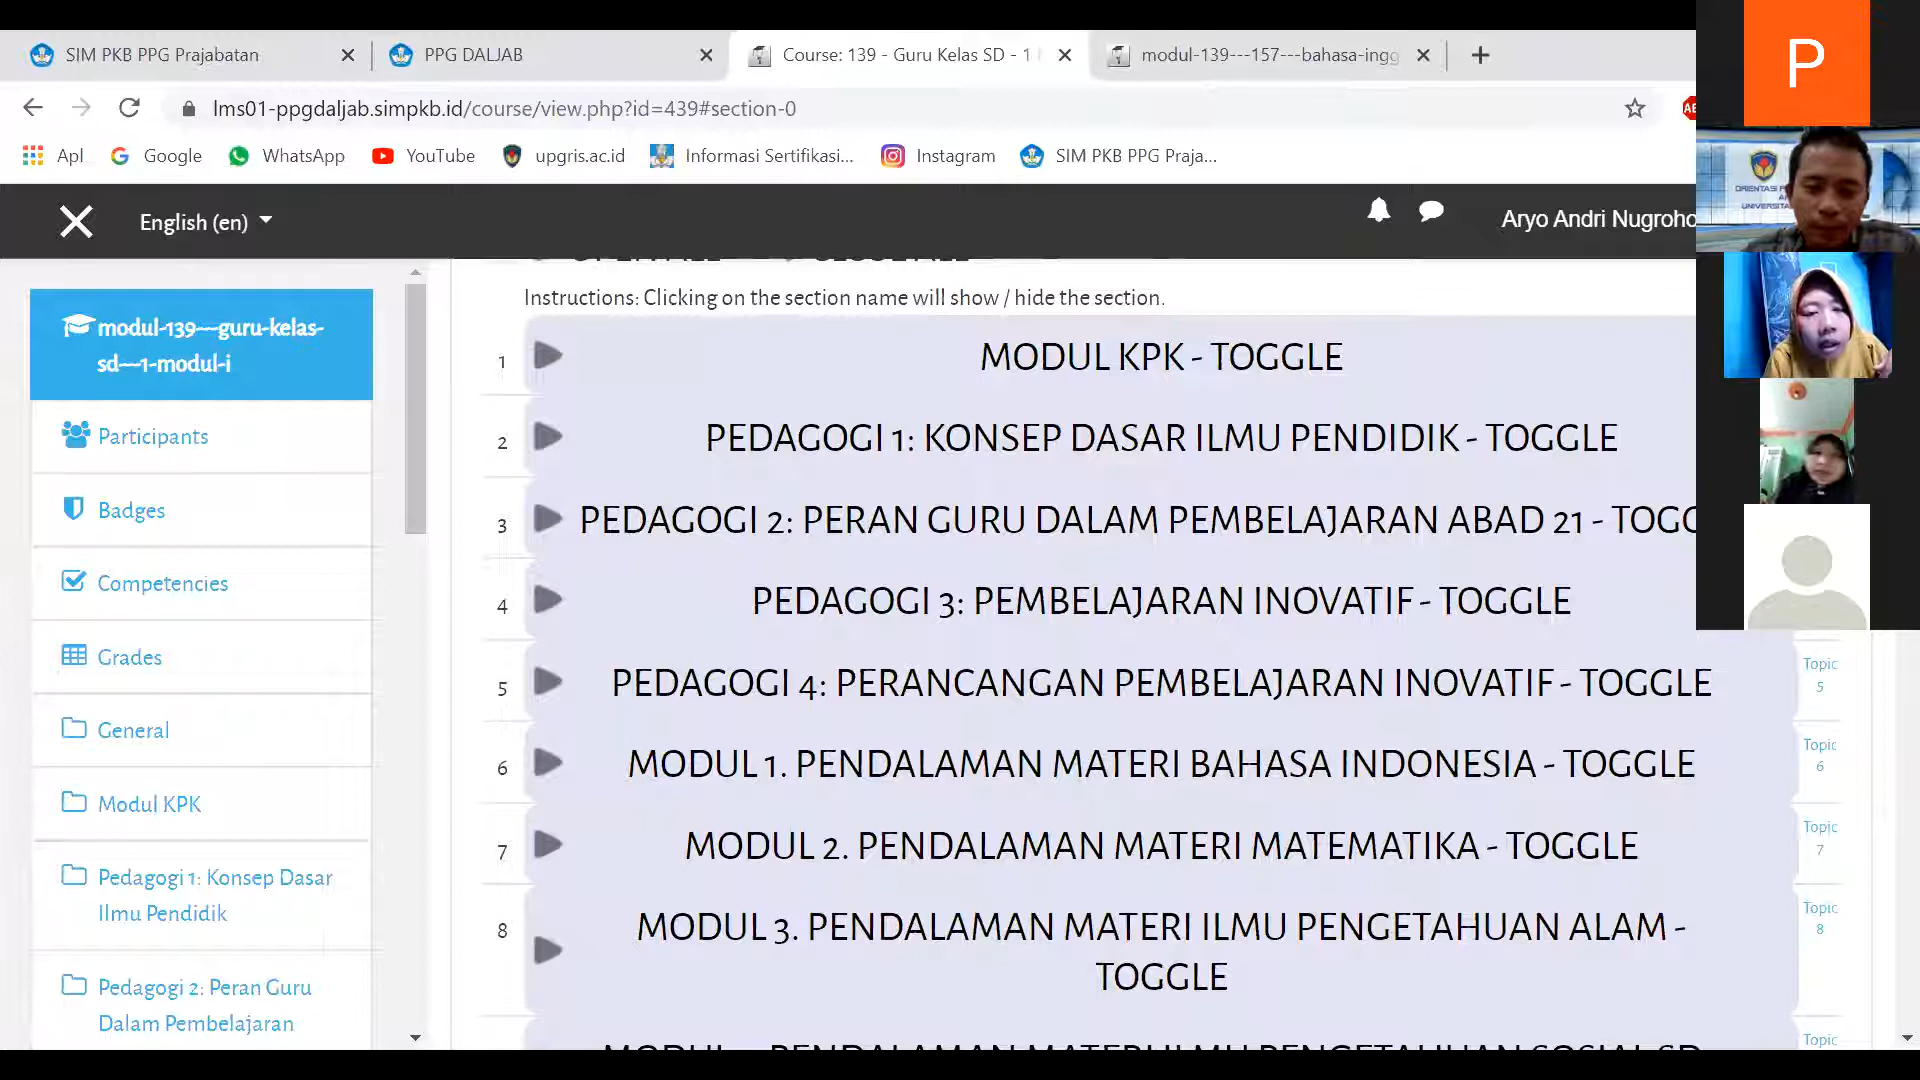 SIM PKB PPG Prajabatan
PPG DALJAB
Course: 139 - Guru Kelas SD - 1
modul-139---157---bahasa-ingg
lms01-ppgdaljab.simpkb.id/course/view.php?id=439#section-0
Apl
Google
WhatsApp
YouTube
upgris.ac.id
Informasi Sertifikasi...
Instagram
SIM PKB PPG Praja...
P
English (en)
Aryo Andri Nugroho
modul-139---guru-kelas-
sd---1-modul-i
Participants
Badges
Competencies
Grades
General
Modul KPK
Pedagogi 1: Konsep Dasar
Ilmu Pendidik
Pedagogi 2: Peran Guru
Dalam Pembelajaran
Instructions: Clicking on the section name will show / hide the section.
1 MODUL KPK - TOGGLE
2 PEDAGOGI 1: KONSEP DASAR ILMU PENDIDIK - TOGGLE
3 PEDAGOGI 2: PERAN GURU DALAM PEMBELAJARAN ABAD 21 - TOGG
4 PEDAGOGI 3: PEMBELAJARAN INOVATIF - TOGGLE
5 PEDAGOGI 4: PERANCANGAN PEMBELAJARAN INOVATIF - TOGGLE
Topic
5
6 MODUL 1. PENDALAMAN MATERI BAHASA INDONESIA - TOGGLE
Topic
6
7 MODUL 2. PENDALAMAN MATERI MATEMATIKA - TOGGLE
Topic
7
8 MODUL 3. PENDALAMAN MATERI ILMU PENGETAHUAN ALAM -
TOGGLE
Topic
8
Topic